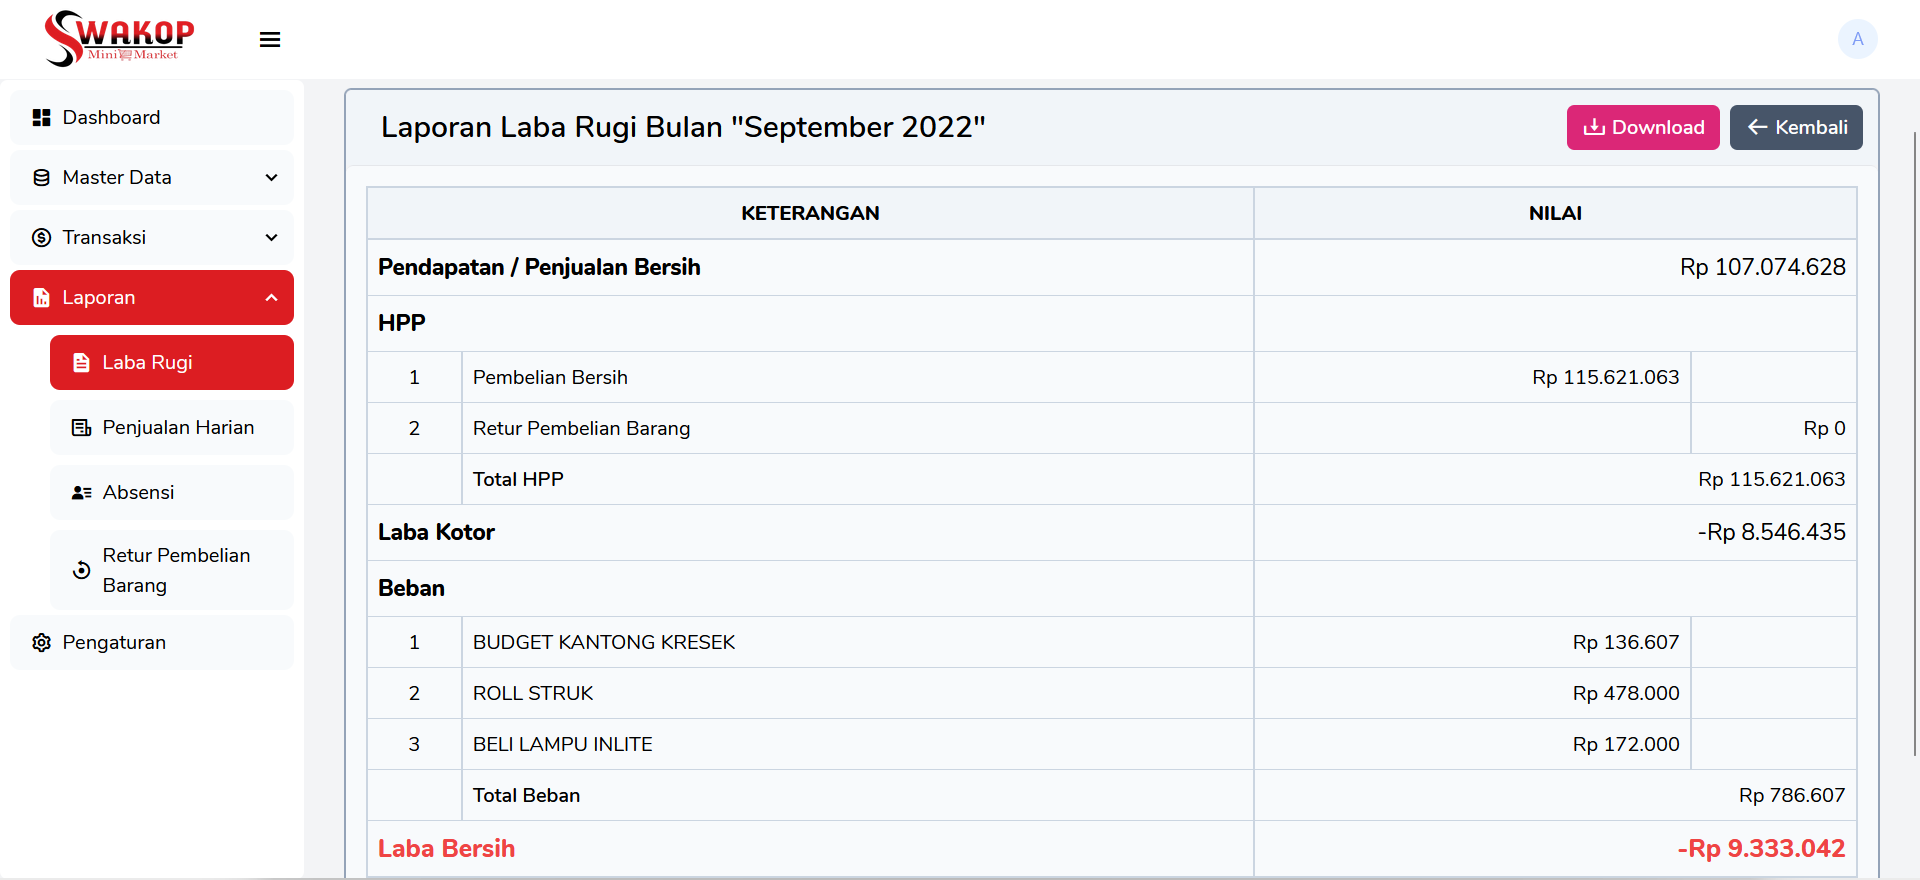 SWAKOP
Mini Market
A
Dashboard
Master Data
Transaksi
Laporan
Laba Rugi
Penjualan Harian
Absensi
Retur Pembelian
Barang
Pengaturan
Laporan Laba Rugi Bulan "September 2022"
Download
Kembali
KETERANGAN NILAI
Pendapatan / Penjualan Bersih Rp 107.074.628
HPP
1 Pembelian Bersih Rp 115.621.063
2 Retur Pembelian Barang Rp 0
Total HPP Rp 115.621.063
Laba Kotor -Rp 8.546.435
Beban
1 BUDGET KANTONG KRESEK Rp 136.607
2 ROLL STRUK Rp 478.000
3 BELI LAMPU INLITE Rp 172.000
Total Beban Rp 786.607
Laba Bersih -Rp 9.333.042